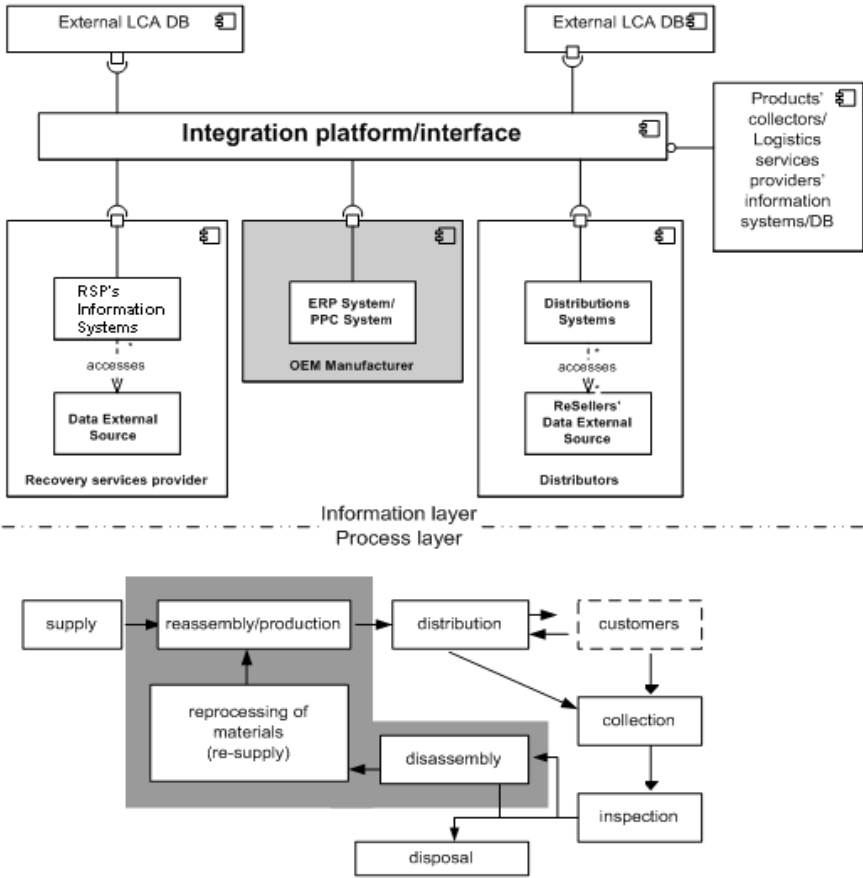 External LCA DB
External LCA DB
Integration platform/interface
Products'
collectors/
Logistics
services
providers'
information
systems/DB
RSP's
Information
Systems
accesses
Data External
Source
Recovery services provider
ERP System/
PPC System
OEM Manufacturer
Distributions
Systems
accesses
ReSellers'
Data External
Source
Distributors
Information layer
Process layer
supply
reassembly/production
distribution
customers
reprocessing of
materials
(re-supply)
collection
disassembly
inspection
disposal